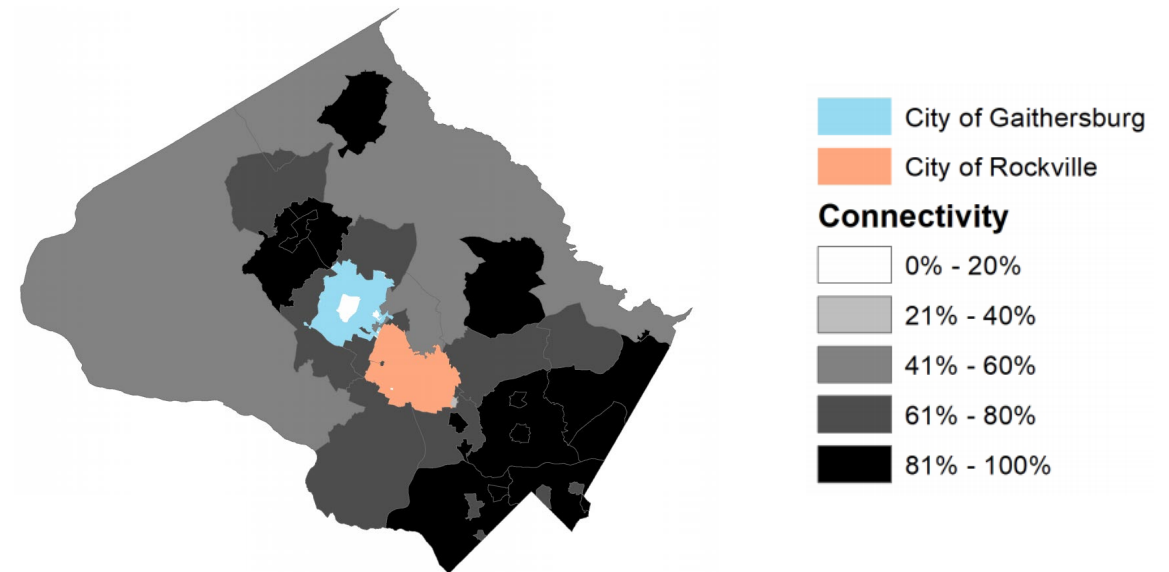 City of Gaithersburg
City of Rockville
Connectivity
0% - 20%
21% - 40%
41% - 60%
61% - 80%
81% - 100%